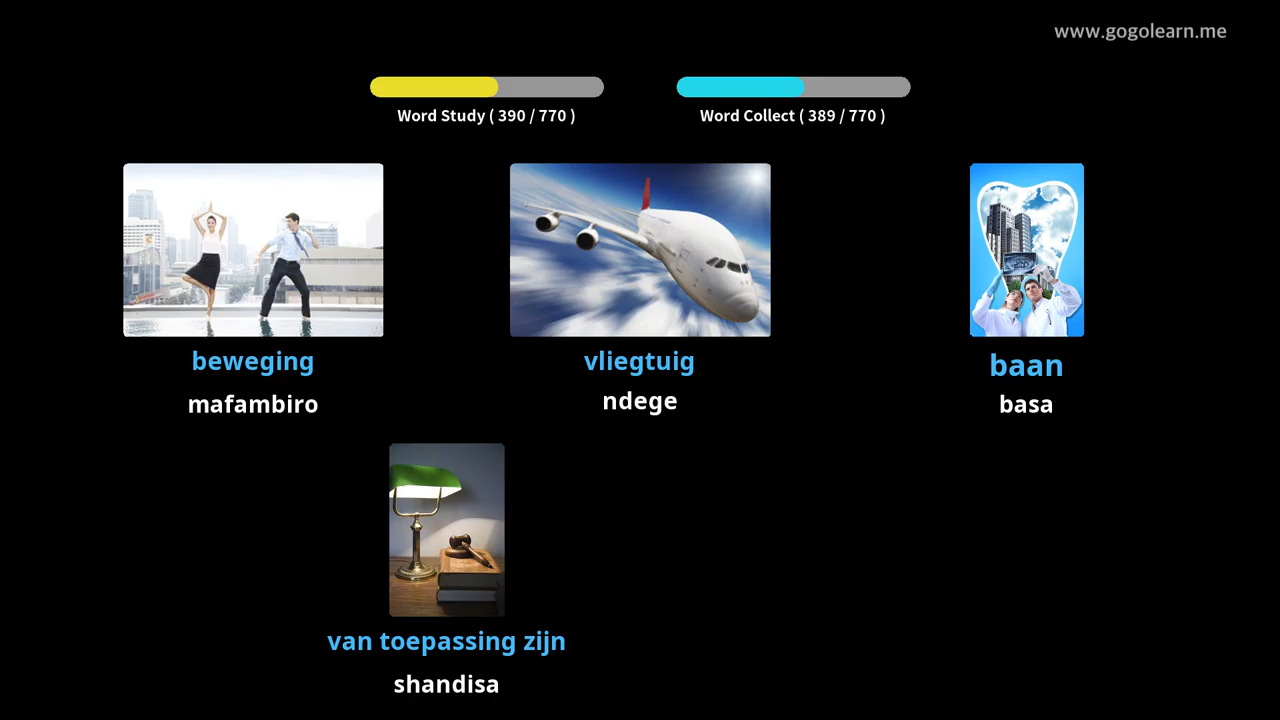 www.gogolearn.me
Word Study ( 390 / 770 )
Word Collect ( 389 / 770 )
beweging
mafambiro
vliegtuig
ndege
baan
basa
van toepassing zijn
shandisa